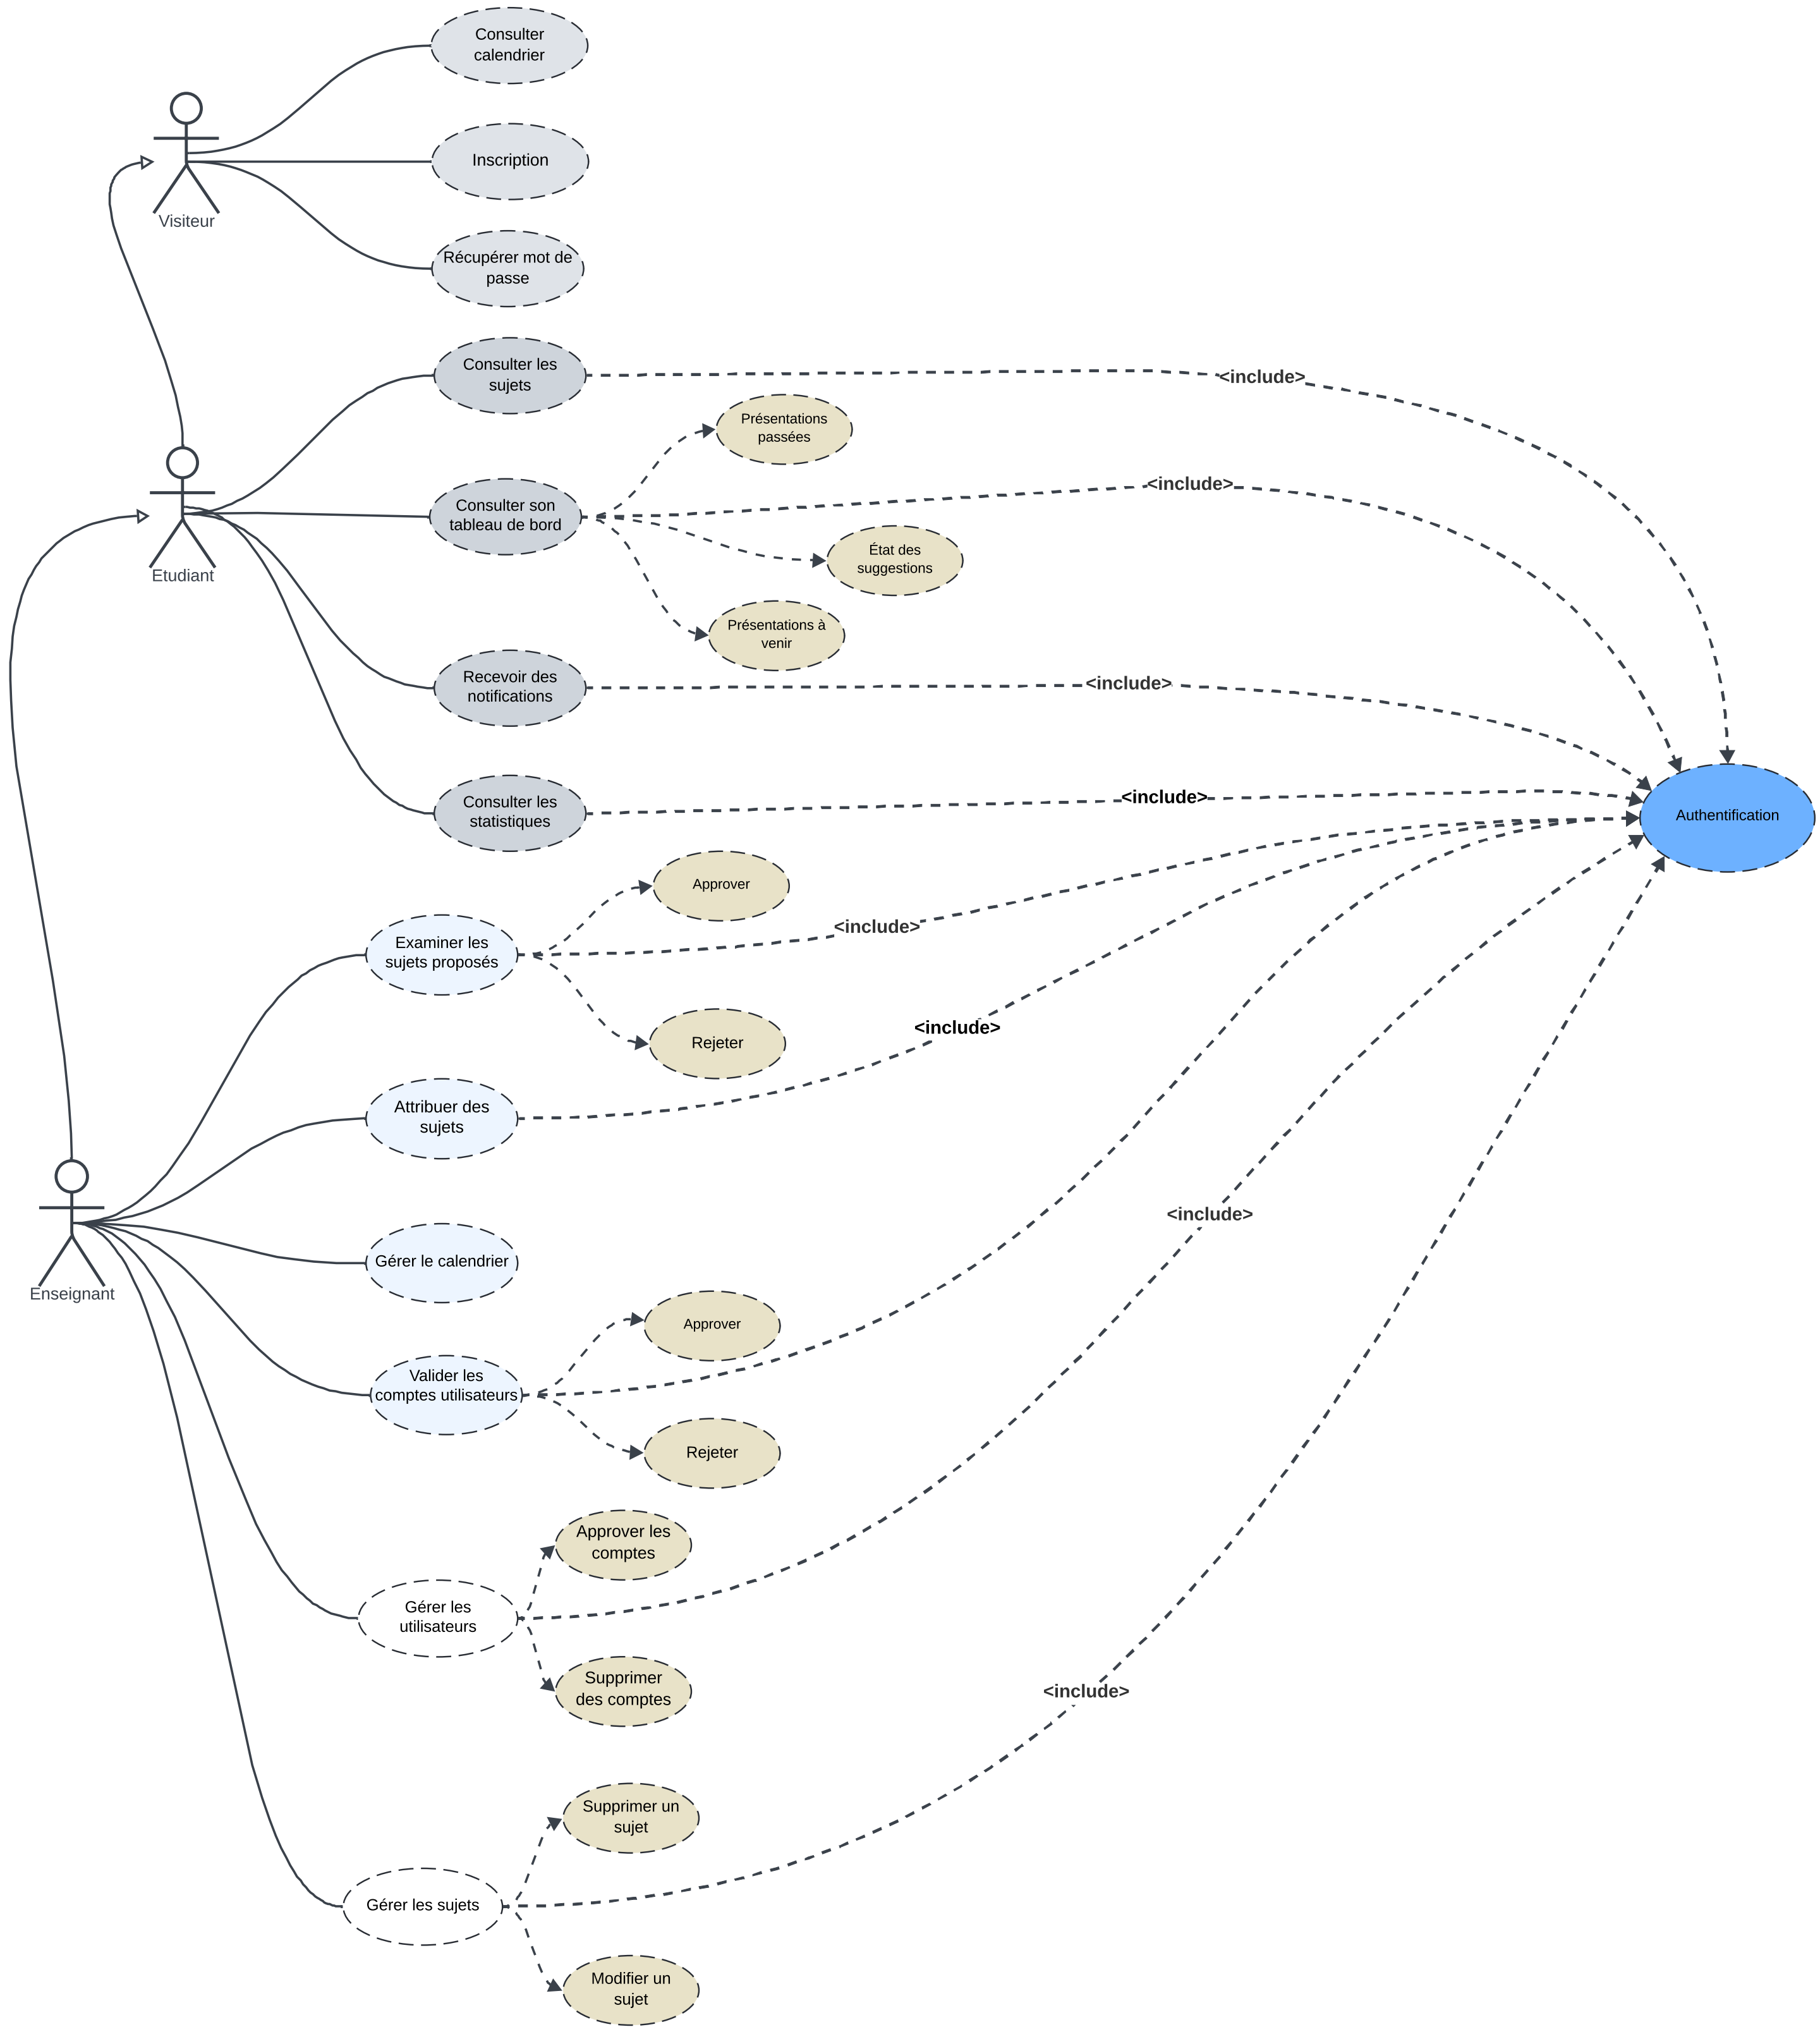 Consulter
calendrier
Inscription
Visiteur
Récupérer mot de
passe
Consulter les
sujets
<include>
Présentations
passées
<include>
Consulter son
tableau de bord
État des
suggestions
Etudiant
Présentations à
venir
Recevoir des
notifications
<include>
Consulter les
statistiques
<include>
Authentification
Approver
<include>
Examiner les
sujets proposés
<include>
Rejeter
Attribuer des
sujets
<include>
Gérer le calendrier
Enseignant
Approver
Valider les
comptes utilisateurs
Rejeter
Approver les
comptes
Gérer les
utilisateurs
Supprimer
des comptes
<include>
Supprimer un
sujet
Gérer les sujets
Modifier un
sujet